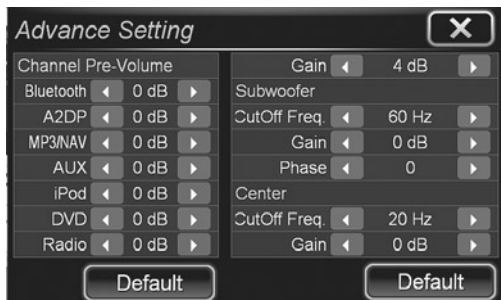 Advance Setting
Channel Pre-Volume
Bluetooth 0 dB
A2DP 0 dB
MP3/NAV 0 dB
AUX 0 dB
iPod 0 dB
DVD 0 dB
Radio 0 dB
Default
Gain 4 dB
Subwoofer
CutOff Freq. 60 Hz
Gain 0 dB
Phase 0
Center
CutOff Freq. 20 Hz
Gain 0 dB
Default